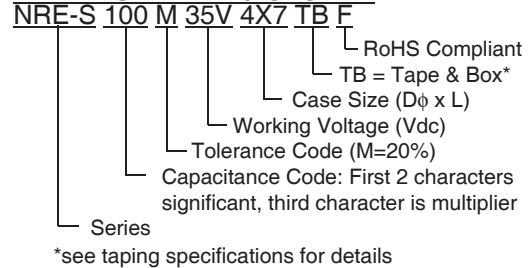 NRE-S 100 M 35V 4X7 TB F
RoHS Compliant
TB = Tape & Box*
Case Size (Dϕ x L)
Working Voltage (Vdc)
Tolerance Code (M=20%)
Capacitance Code: First 2 characters
significant, third character is multiplier
Series
*see taping specifications for details